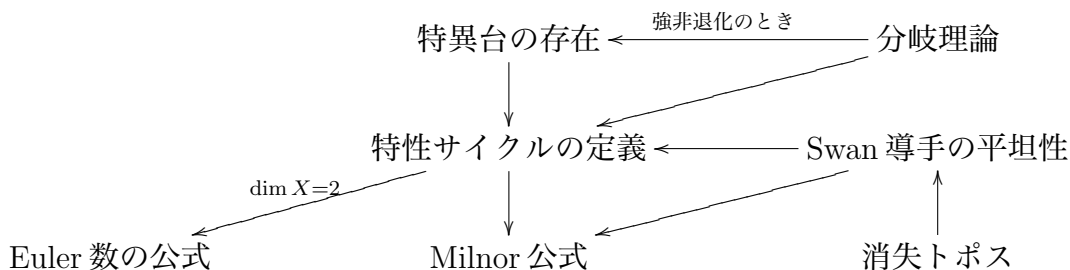 強非退化のとき
特異台の存在 分岐理論
特性サイクルの定義 Swan 導手の平坦性
dim X=2
Euler 数の公式 Milnor 公式 消失トポス